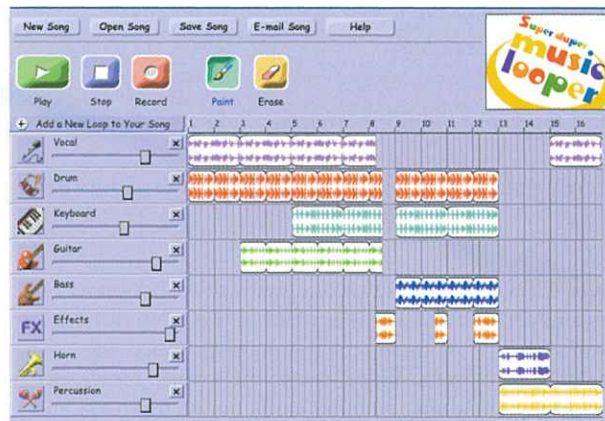 New Song Open Song Save Song E-mail Song Help
Super duper
music
looper
Play Stop Record Paint Erase
+ Add a New Loop to Your Song 1 2 3 4 5 6 7 8 9 10 11 12 13 14 15 16
Vocal
Drum
Keyboard
Guitar
Bass
FX Effects
Horn
Percussion